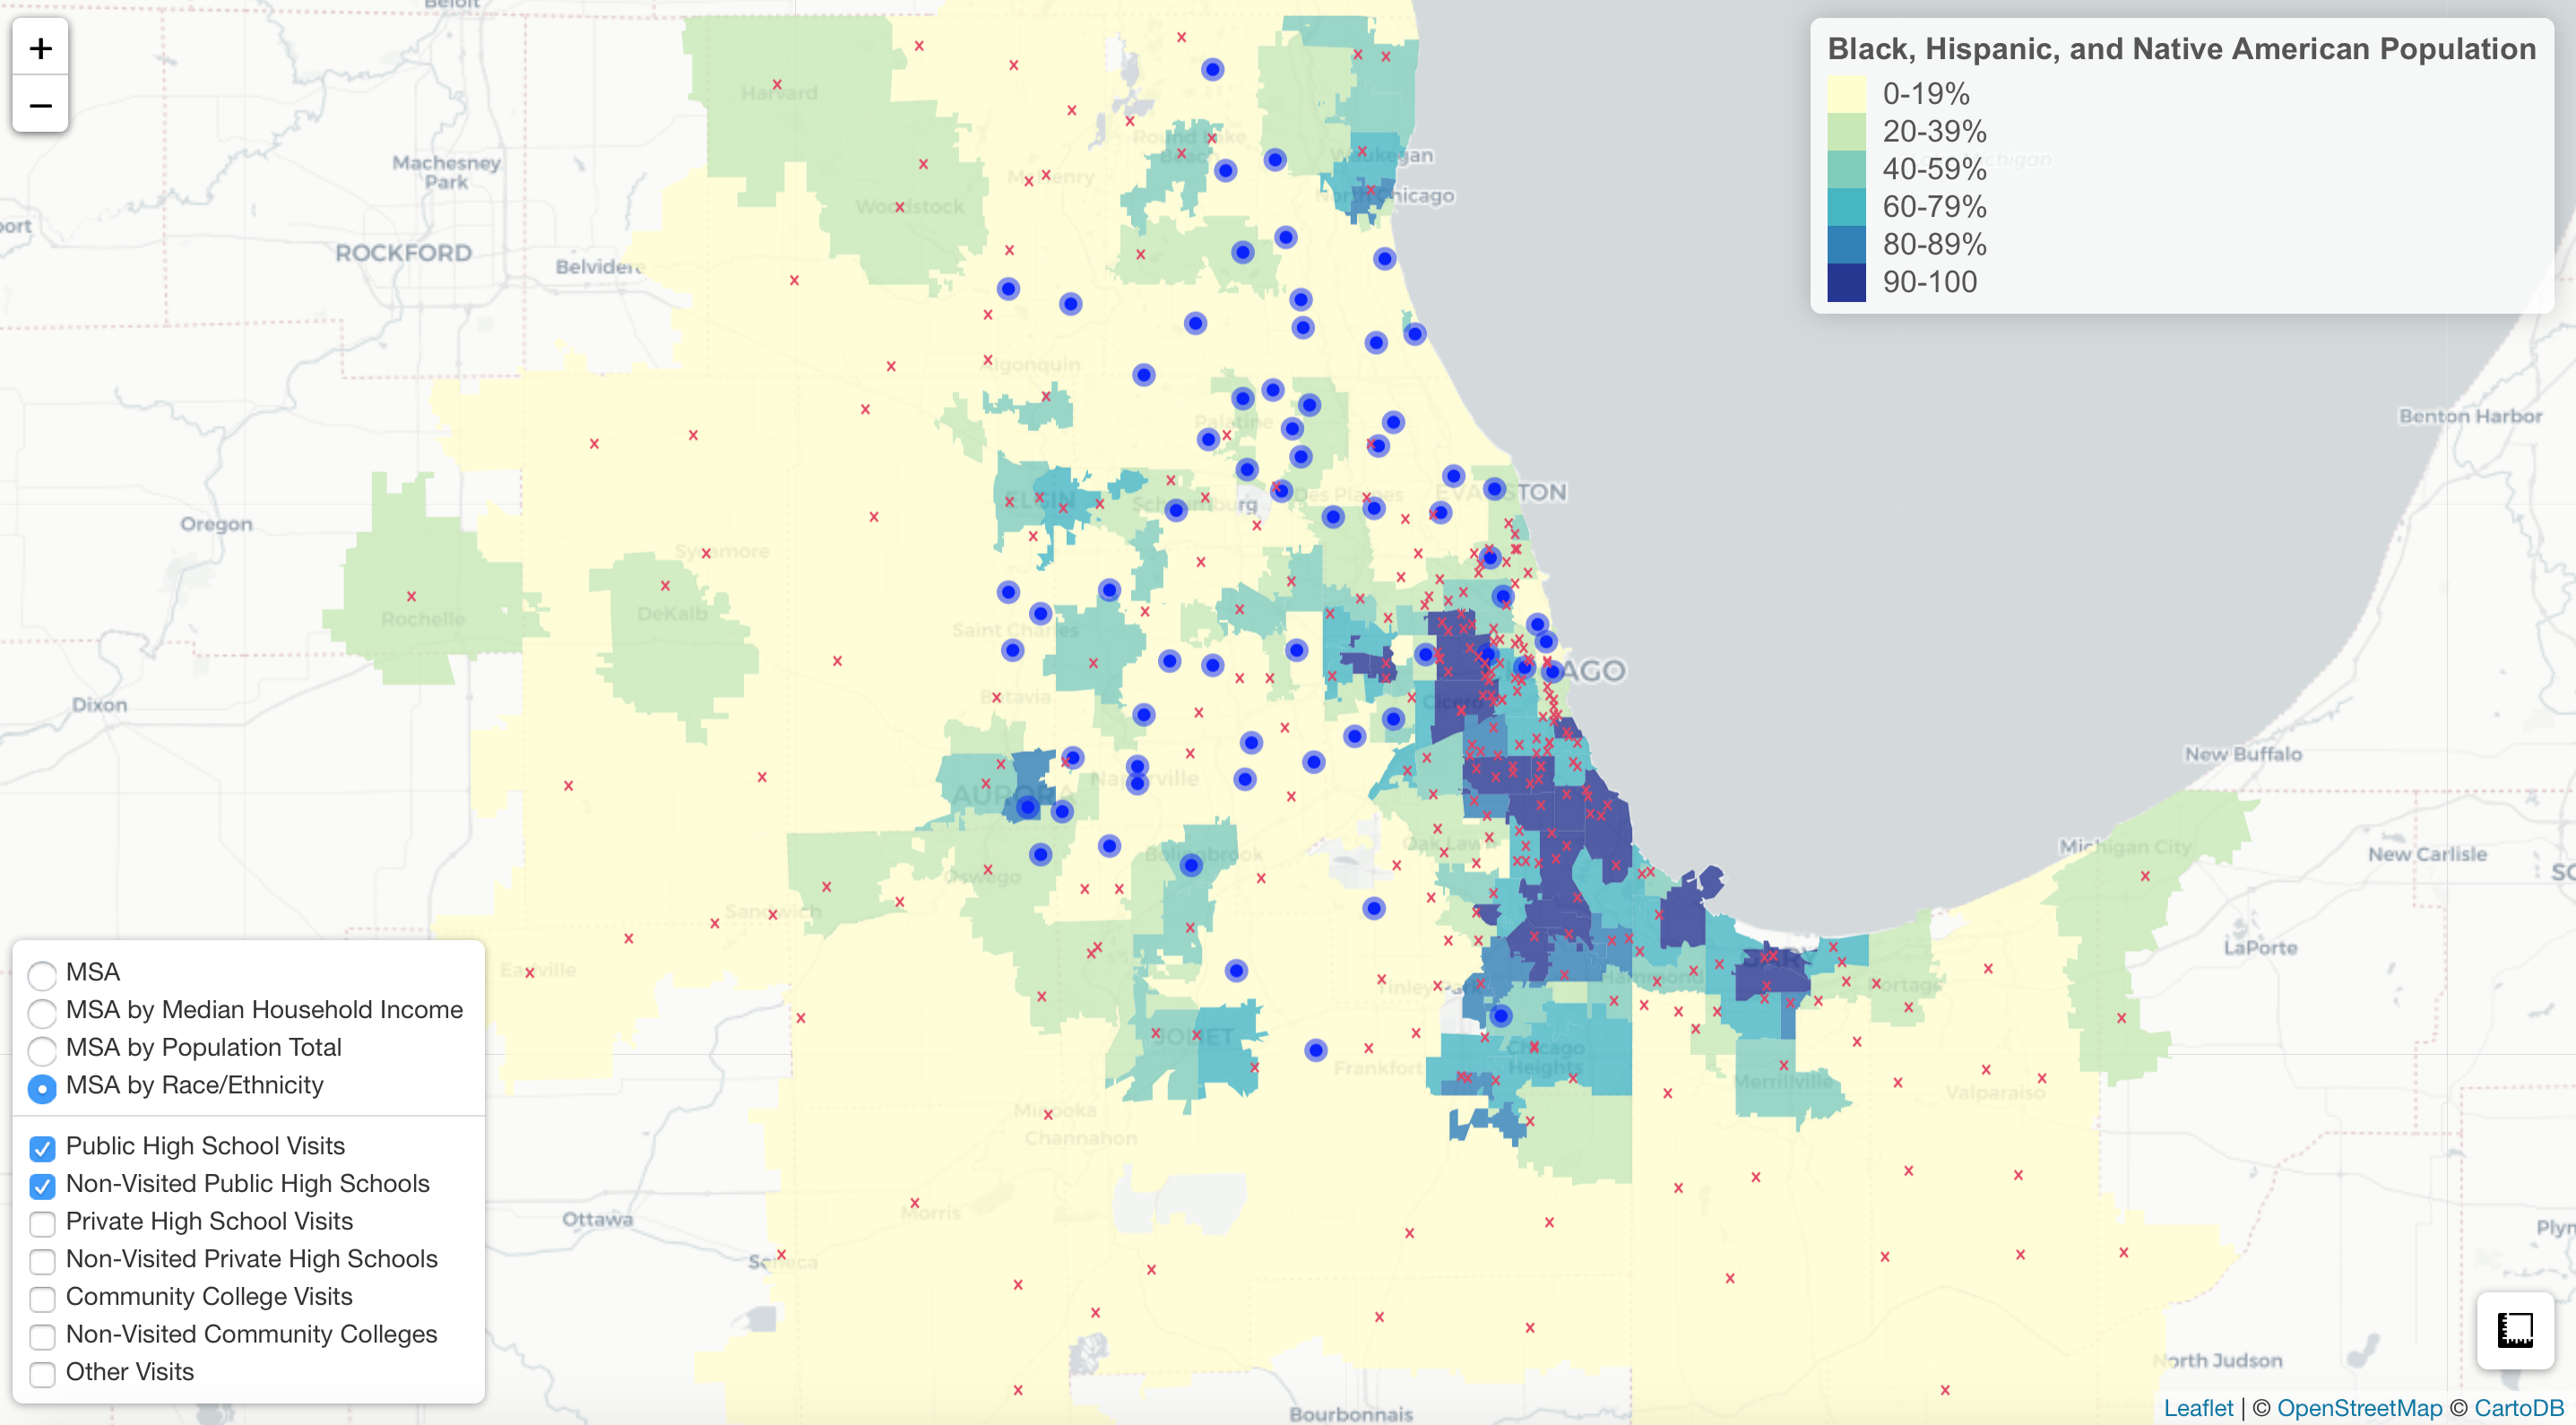 Beloit
+
−
Black, Hispanic, and Native American Population
0-19%
20-39%
40-59%
60-79%
80-89%
90-100
Harvard
Round Lake
Beach
Waukegan
Michigan
Machesney
Park
McHenry
North Chicago
Woodstock
port
ROCKFORD
Belvidere
Algonquin
Benton Harbor
Palatine
ELGIN
Schaumburg
Des Plaines
EVANSTON
Oregon
Sycamore
Rochelle
DeKalb
Saint Charles
CHICAGO
Dixon
Batavia
Cicero
New Buffalo
AURORA
Naperville
Oak Lawn
Michigan City
New Carlisle
Bolingbrook
SO
Oswego
Sandwich
LaPorte
Earlville
GARY
Tinley Park
Hammond
Portage
MSA
MSA by Median Household Income
MSA by Population Total
MSA by Race/Ethnicity
Public High School Visits
Non-Visited Public High Schools
Private High School Visits
Non-Visited Private High Schools
Community College Visits
Non-Visited Community Colleges
Other Visits
JOLIET
Chicago
Heights
Frankfort
Merrillville
Valparaiso
Minooka
Channahon
Ottawa
Morris
Plyn
Seneca
North Judson
Bourbonnais
Leaflet | © OpenStreetMap © CartoDB